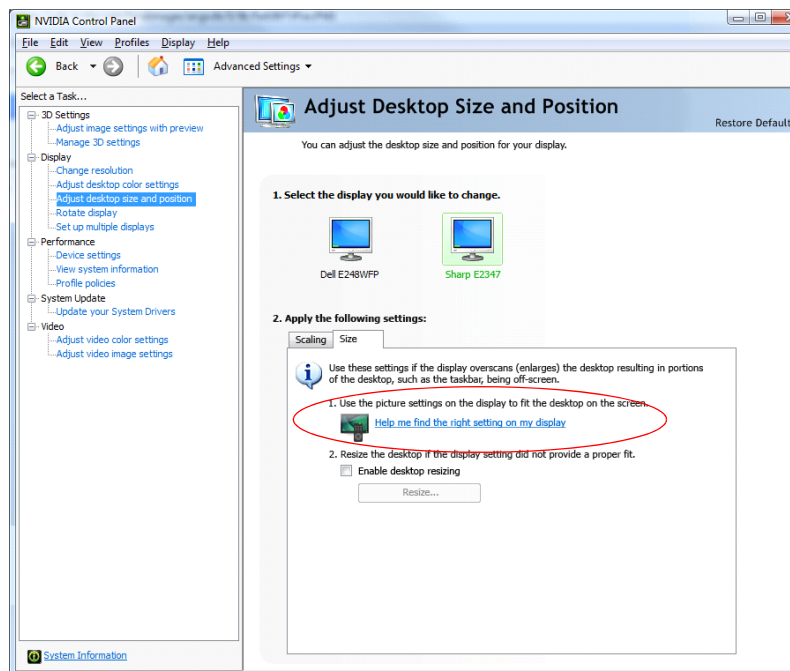 NVIDIA Control Panel
File Edit View Profiles Display Help
Back Advanced Settings
Select a Task...
3D Settings
Adjust image settings with preview
Manage 3D settings
Display
Change resolution
Adjust desktop color settings
Adjust desktop size and position
Rotate display
Set up multiple displays
Performance
Device settings
View system information
Profile policies
System Update
Update your System Drivers
Video
Adjust video color settings
Adjust video image settings
System Information
Adjust Desktop Size and Position
Restore Default
You can adjust the desktop size and position for your display.
1. Select the display you would like to change.
Dell E248WFP Sharp E2347
2. Apply the following settings:
Scaling Size
Use these settings if the display overscans (enlarges) the desktop resulting in portions
of the desktop, such as the taskbar, being off-screen.
1. Use the picture settings on the display to fit the desktop on the screen.
Help me find the right setting on my display
2. Resize the desktop if the display setting did not provide a proper fit.
Enable desktop resizing
Resize...